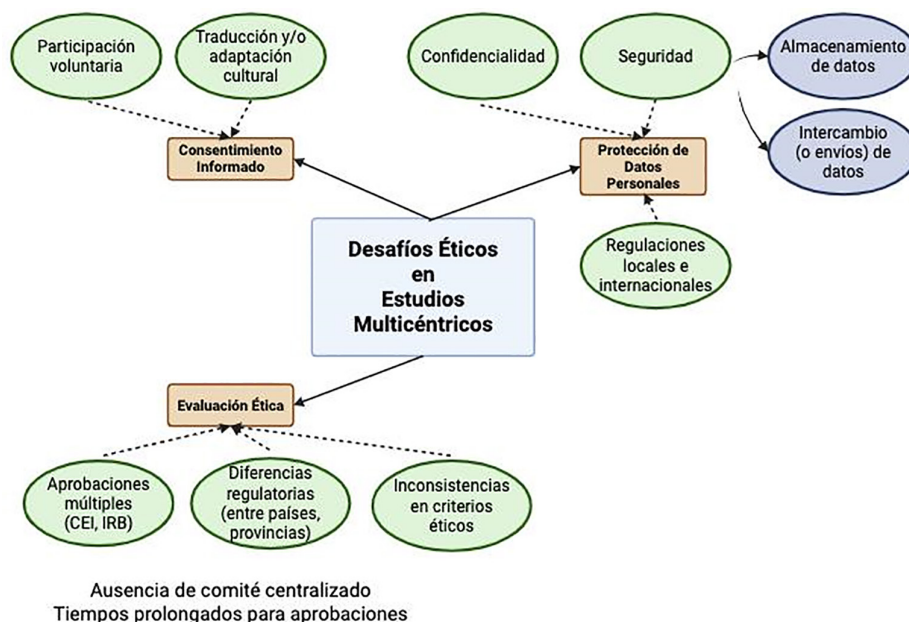 Participación
voluntaria
Traducción y/o
adaptación
cultural
Confidencialidad
Seguridad
Almacenamiento
de datos
Intercambio
(o envíos) de
datos
Consentimiento
Informado
Protección de
Datos
Personales
Regulaciones
locales e
internacionales
Desafíos Éticos
en
Estudios
Multicéntricos
Evaluación Ética
Aprobaciones
múltiples
(CEI, IRB)
Diferencias
regulatorias
(entre países,
provincias)
Inconsistencias
en criterios
éticos
Ausencia de comité centralizado
Tiempos prolongados para aprobaciones